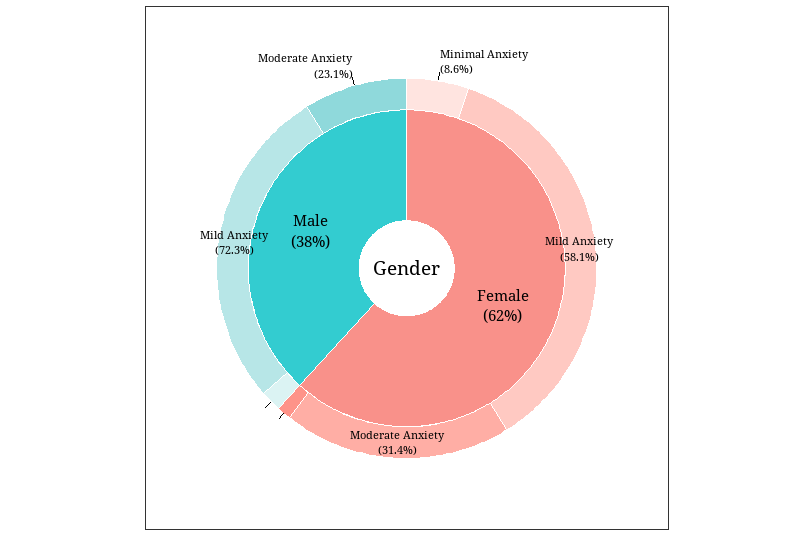 Moderate Anxiety
(23.1%)
Minimal Anxiety
(8.6%)
Mild Anxiety
(72.3%)
Male
(38%)
Gender
Mild Anxiety
(58.1%)
Female
(62%)
Moderate Anxiety
(31.4%)